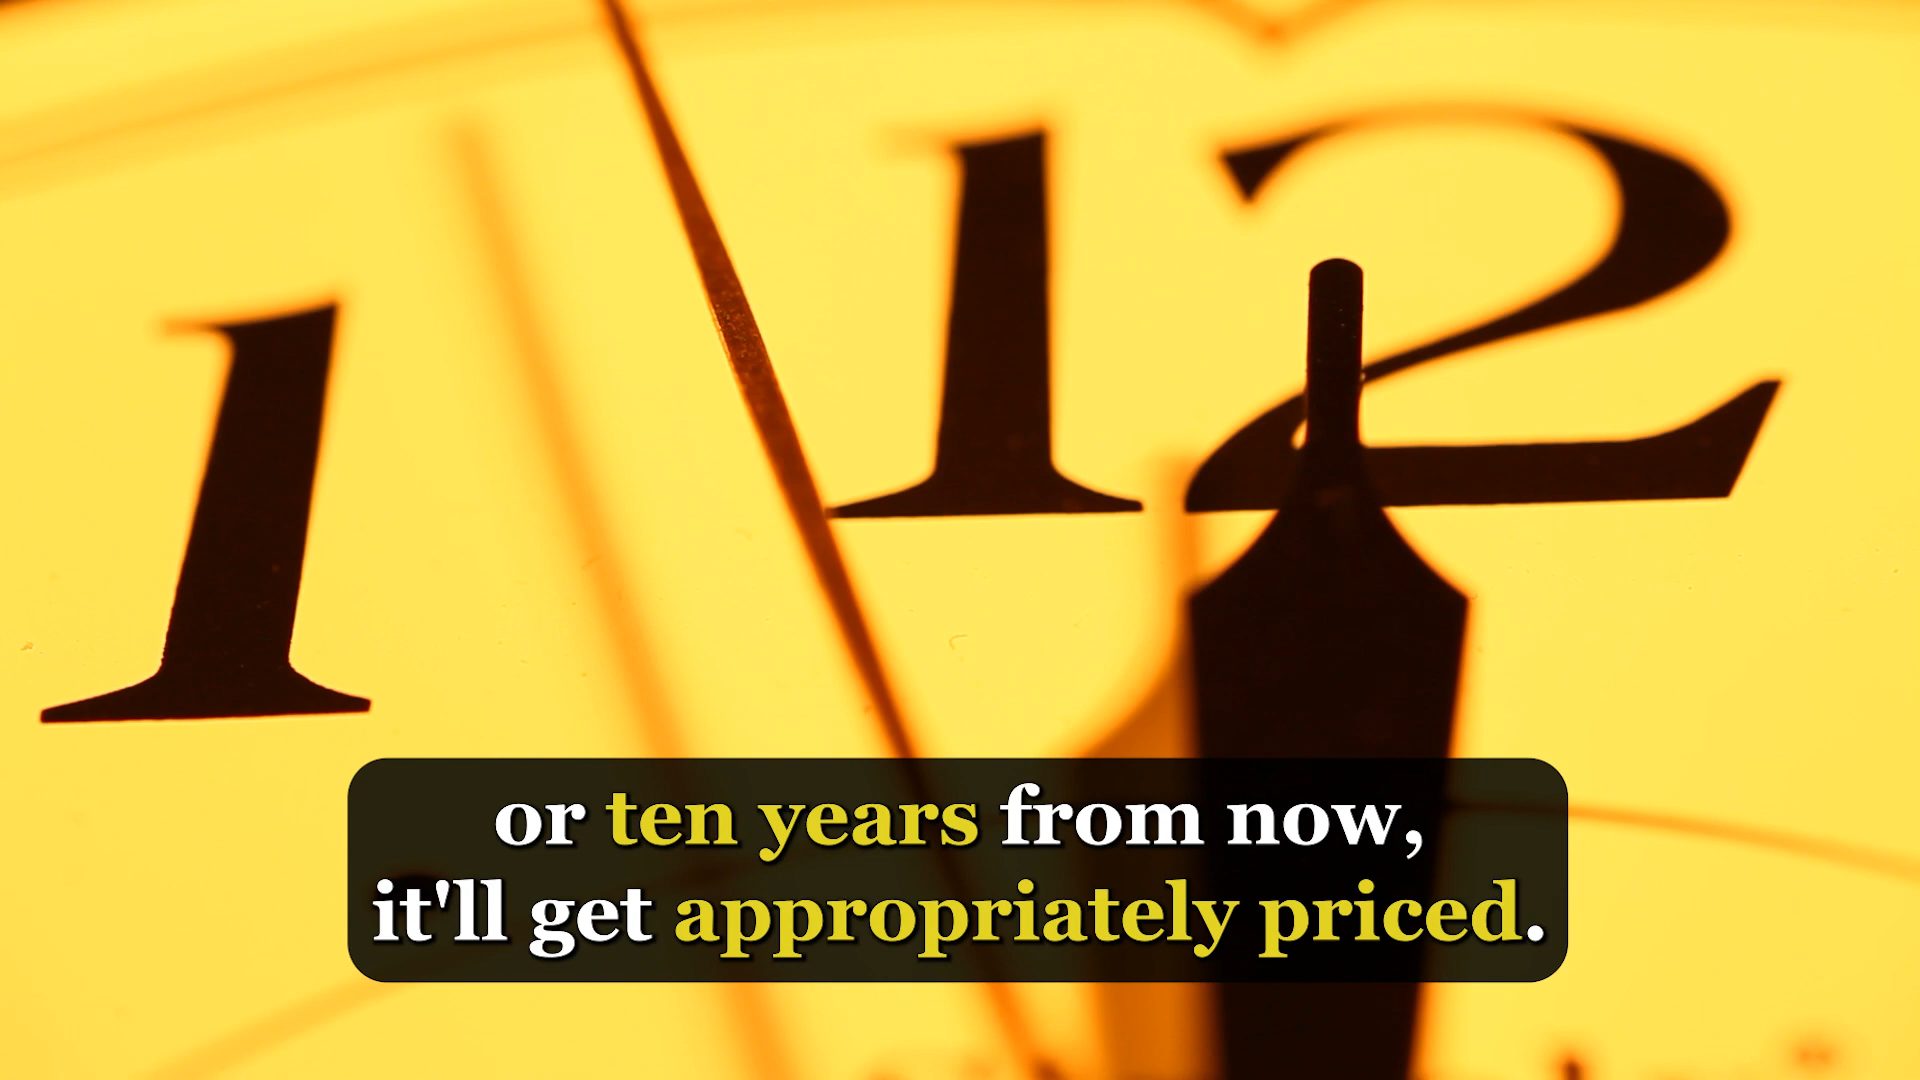 1 12
or ten years from now,
it'll get appropriately priced.